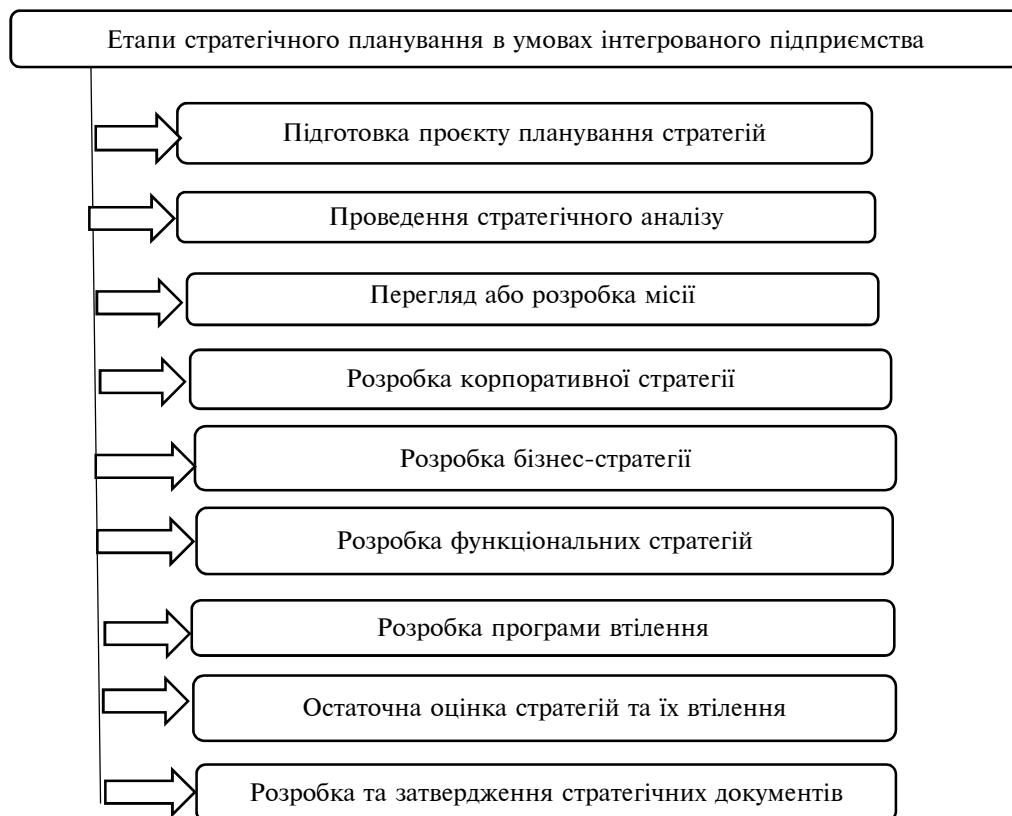 Етапи стратегічного планування в умовах інтегрованого підприємства
Підготовка проєкту планування стратегій
Проведення стратегічного аналізу
Перегляд або розробка місії
Розробка корпоративної стратегії
Розробка бізнес-стратегії
Розробка функціональних стратегій
Розробка програми втілення
Остаточна оцінка стратегій та їх втілення
Розробка та затвердження стратегічних документів